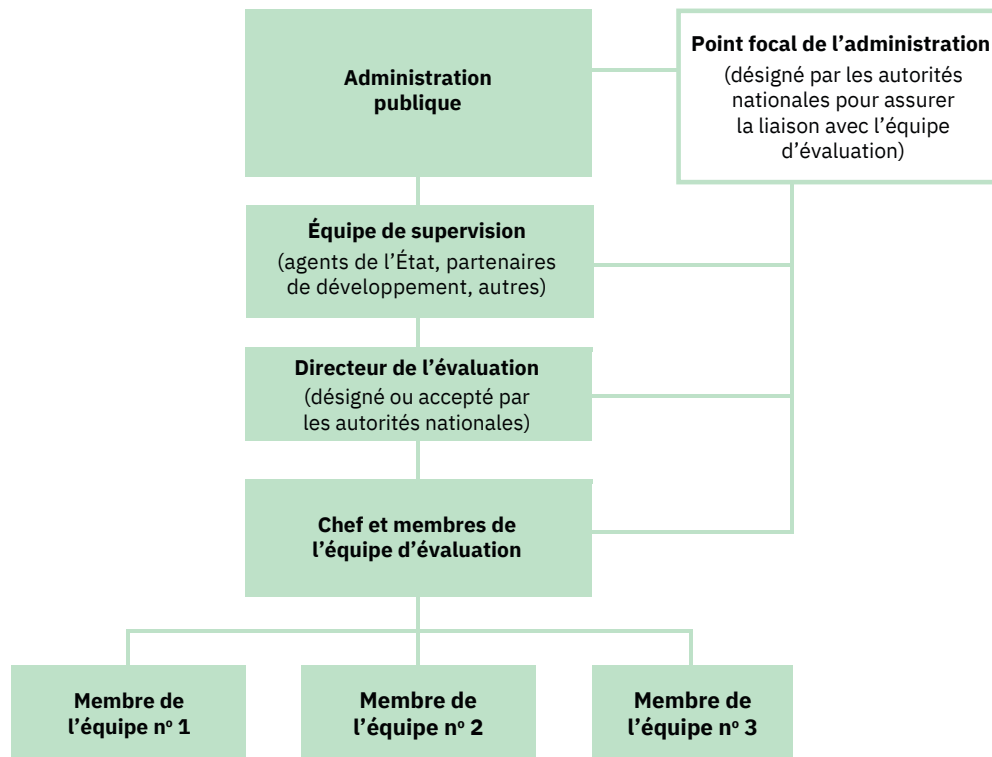 Administration
publique
Point focal de l’administration
(désigné par les autorités
nationales pour assurer
la liaison avec l’équipe
d’évaluation)
Équipe de supervision
(agents de l’État, partenaires
de développement, autres)
Directeur de l’évaluation
(désigné ou accepté par
les autorités nationales)
Chef et membres de
l’équipe d’évaluation
Membre de
l’équipe nº 1
Membre de
l’équipe nº 2
Membre de
l’équipe nº 3